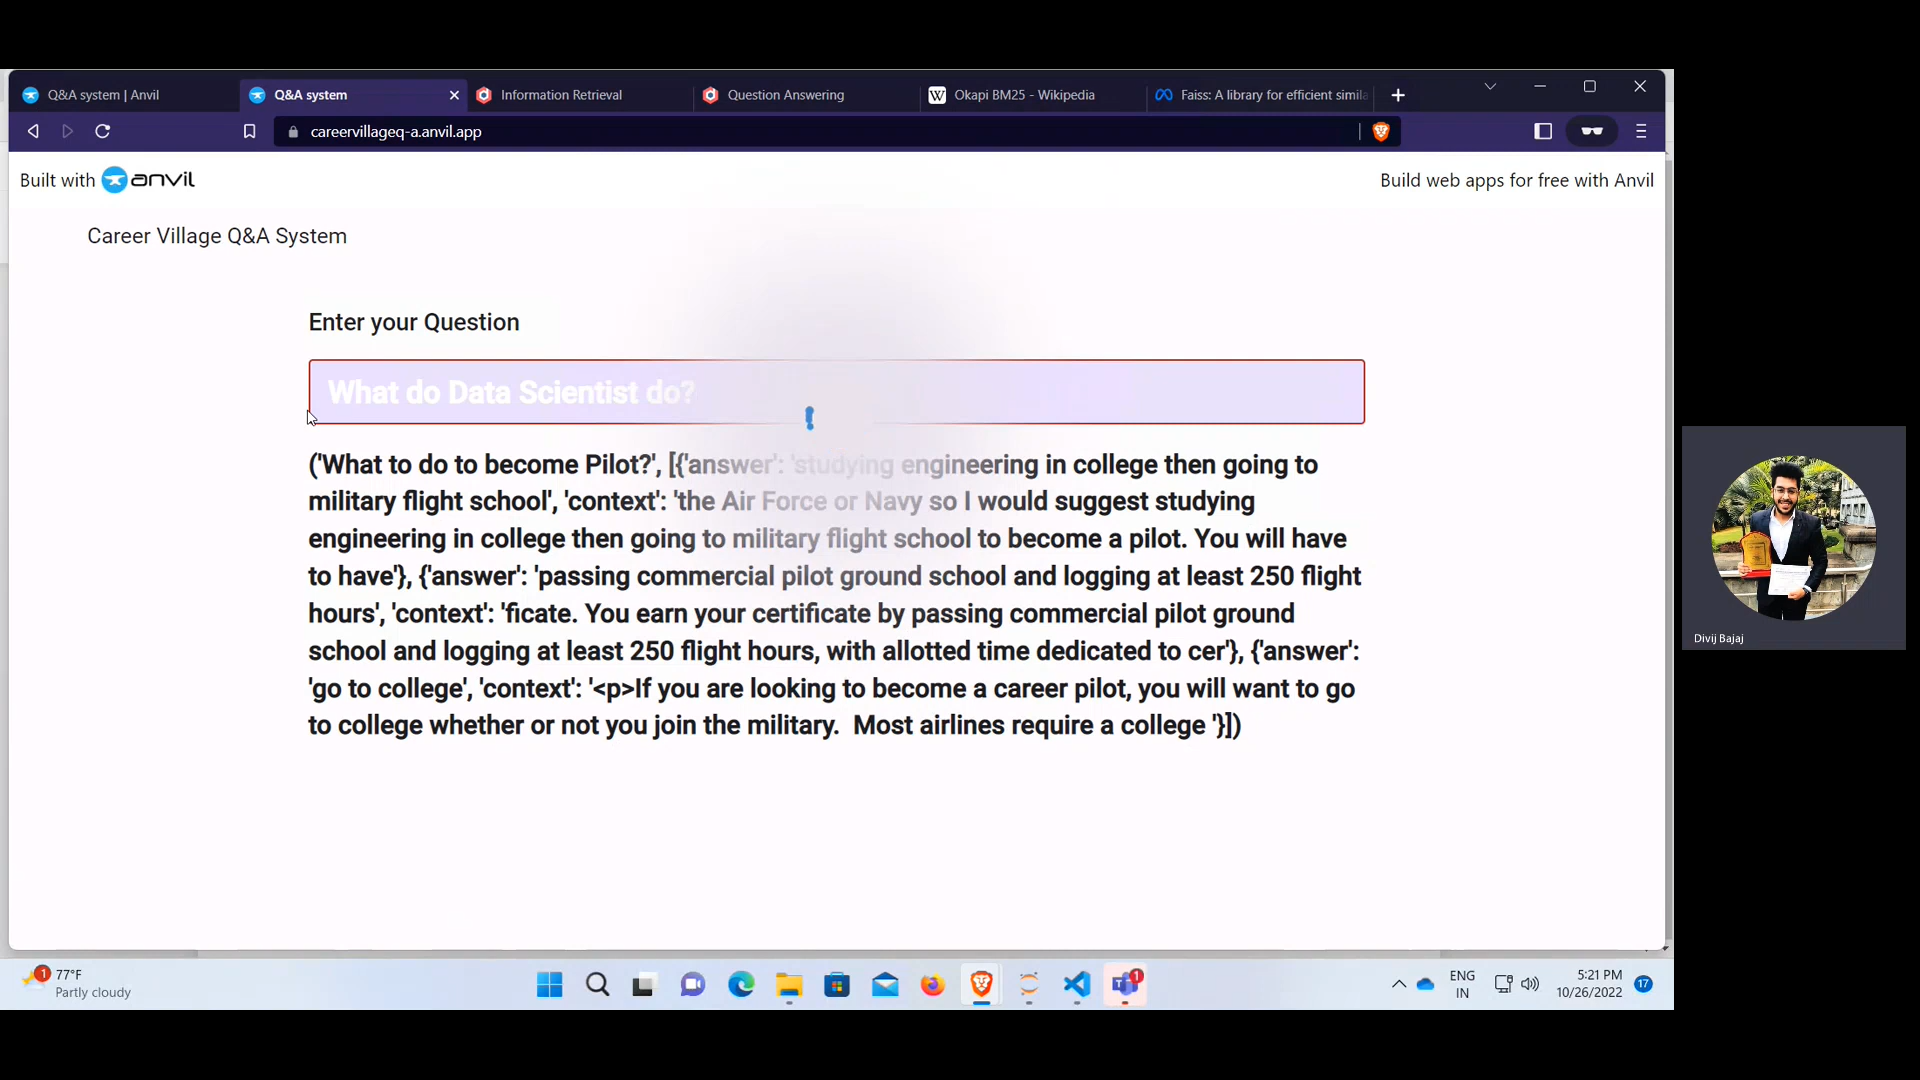 Q&A system | Anvil
Q&A system
Information Retrieval
Question Answering
W
Okapi BM25 - Wikipedia
Faiss: A library for efficient simila
careervillageq-a.anvil.app
Built with anvil
Build web apps for free with Anvil
Career Village Q&A System
Enter your Question
What do Data Scientist do?
('What to do to become Pilot?', [{'answer': 'studying engineering in college then going to
military flight school', 'context': 'the Air Force or Navy so I would suggest studying
engineering in college then going to military flight school to become a pilot. You will have
to have'}, {'answer': 'passing commercial pilot ground school and logging at least 250 flight
hours', 'context': 'ficate. You earn your certificate by passing commercial pilot ground
school and logging at least 250 flight hours, with allotted time dedicated to cer'}, {'answer':
'go to college', 'context': '<p>If you are looking to become a career pilot, you will want to go
to college whether or not you join the military.  Most airlines require a college '}])
Divij Bajaj
1
77°F
Partly cloudy
1
ENG
IN
5:21 PM
10/26/2022
17